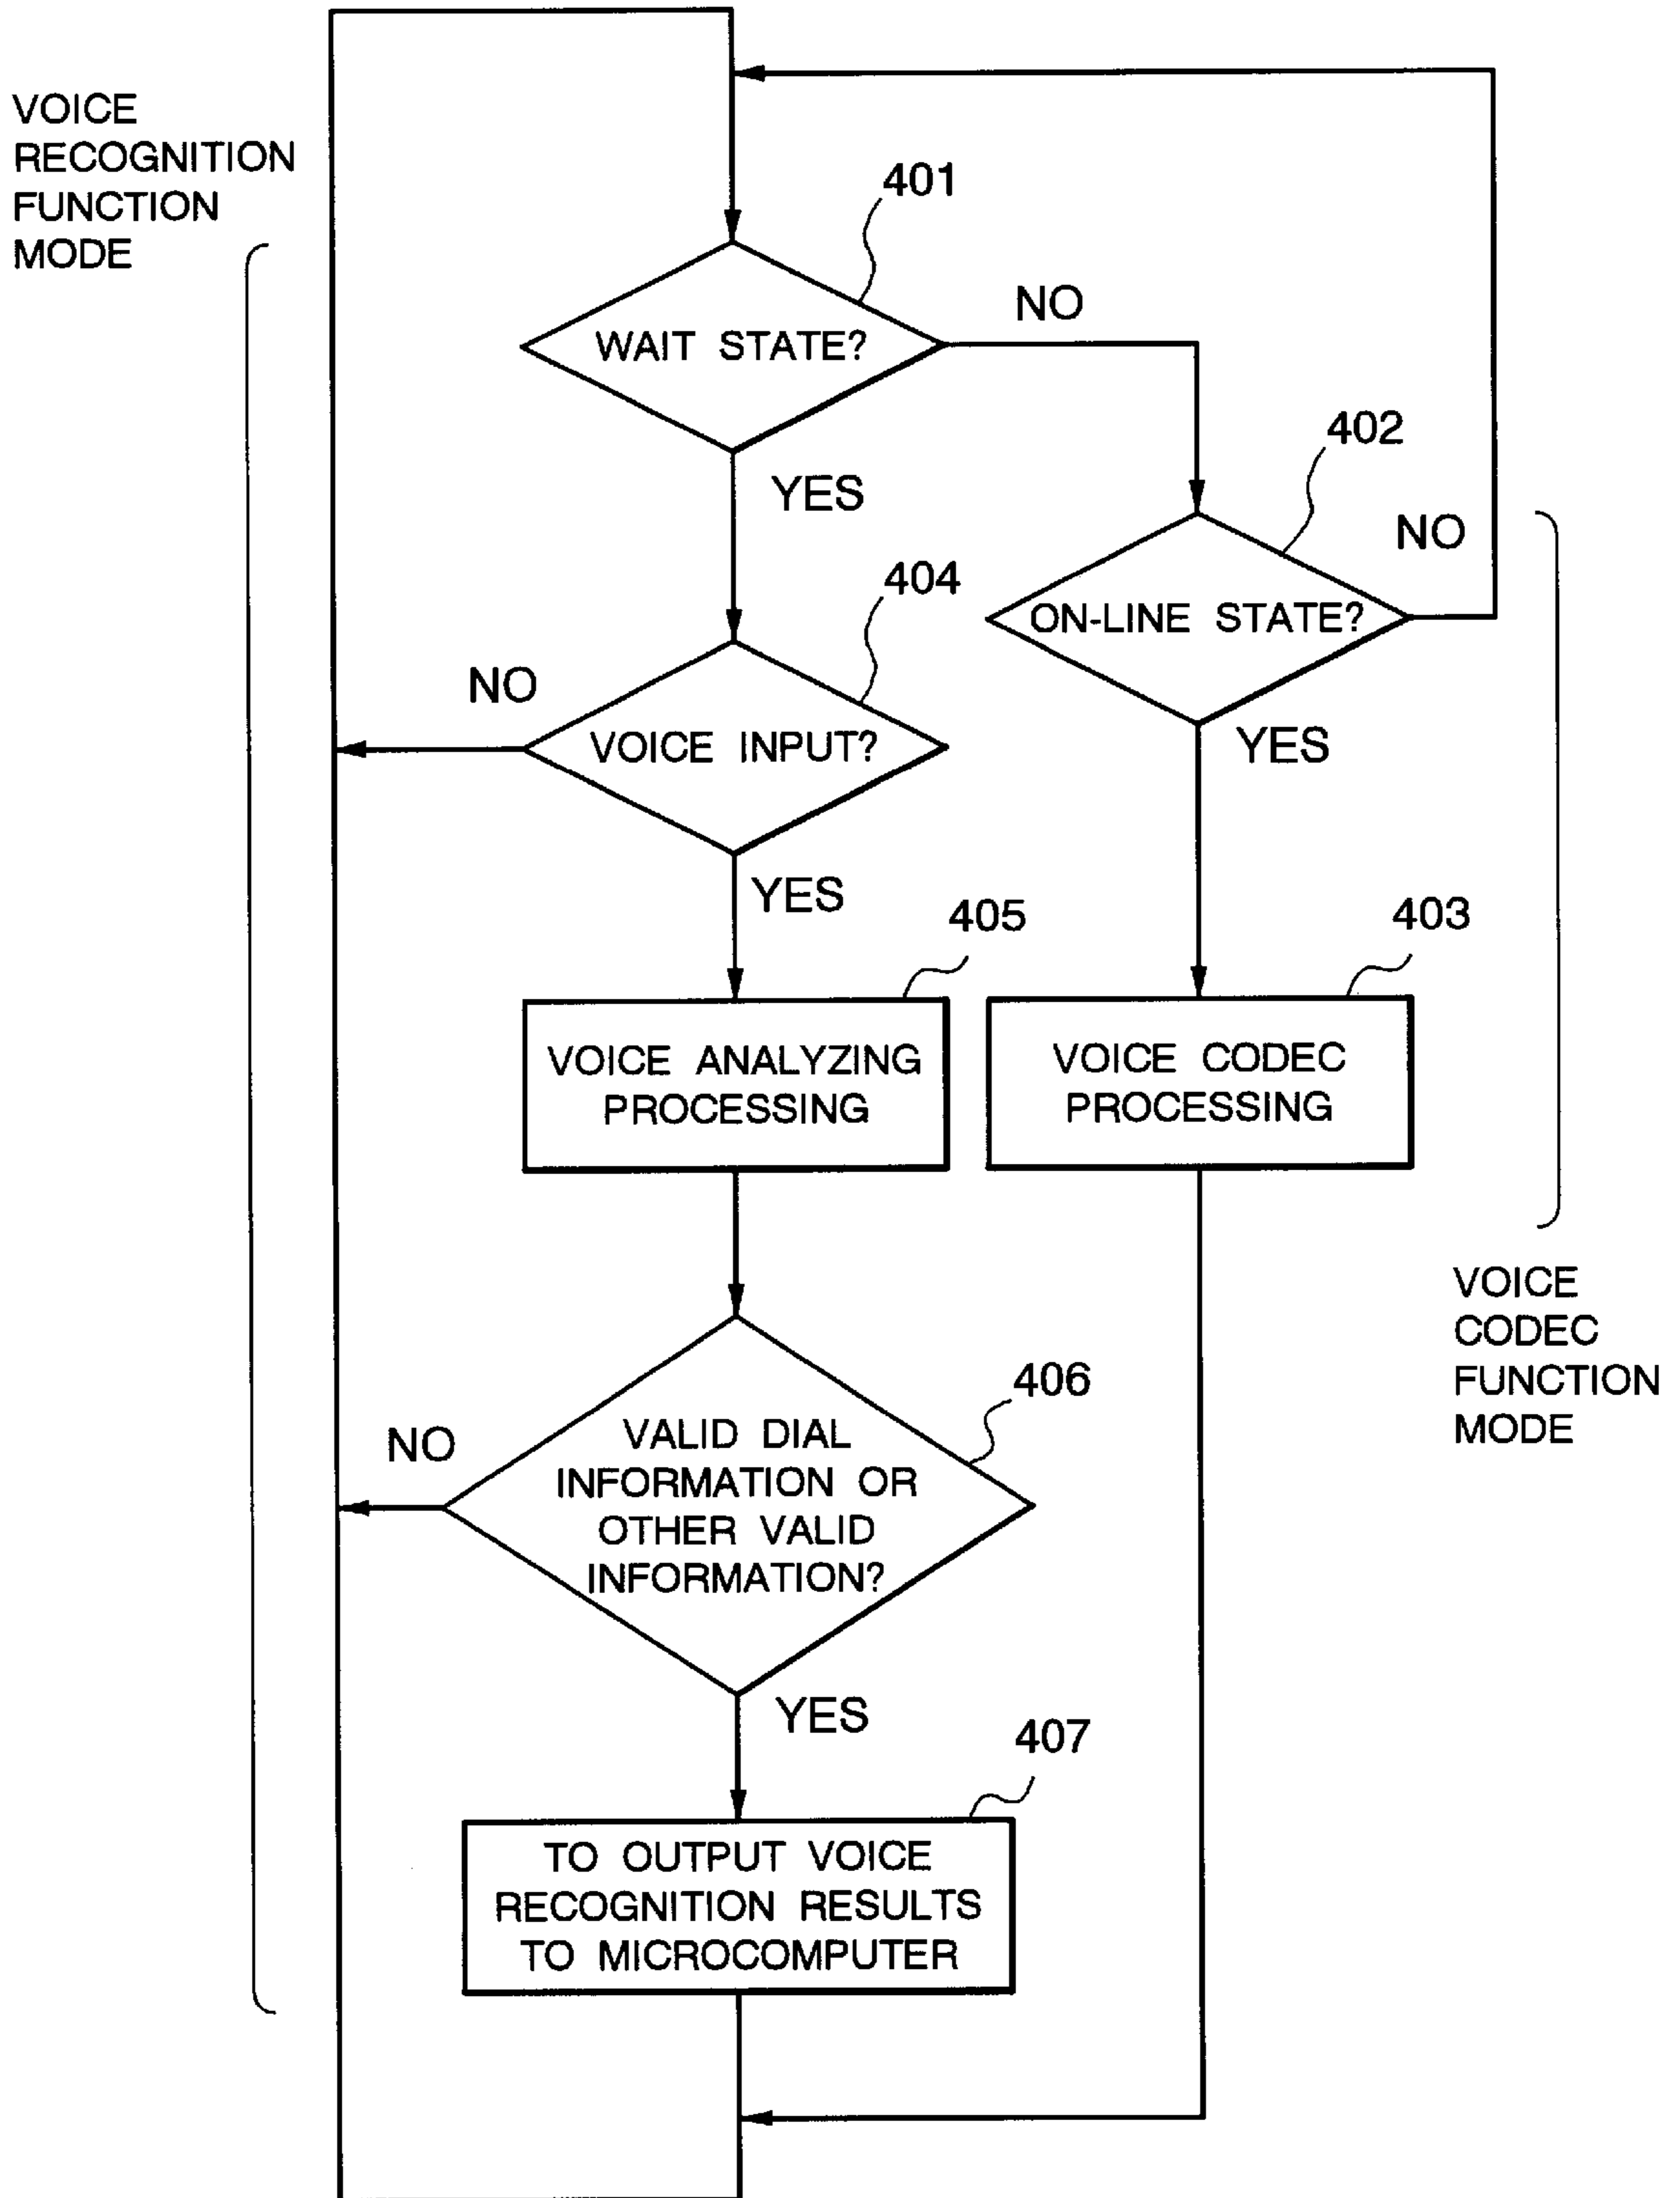 VOICE
RECOGNITION
FUNCTION
MODE
401
WAIT STATE?
NO
YES
402
ON-LINE STATE?
NO
YES
404
VOICE INPUT?
NO
YES
405
VOICE ANALYZING
PROCESSING
403
VOICE CODEC
PROCESSING
VOICE
CODEC
FUNCTION
MODE
406
VALID DIAL
INFORMATION OR
OTHER VALID
INFORMATION?
NO
YES
407
TO OUTPUT VOICE
RECOGNITION RESULTS
TO MICROCOMPUTER